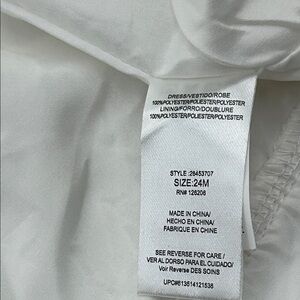 DRESS/VESTIDO/ROBE
100%POLYESTER/POLIESTER/POLYESTER
LINING/FORRO/DOUBLURE
100%POLYESTER/POLIESTER/POLYESTER
STYLE :28453707
SIZE:24M
RN# 126206
MADE IN CHINA/
HECHO EN CHINA/
FABRIQUE EN CHINE
SEE REVERSE FOR CARE /
VER AL DORSO PARA EL CUIDADO/
Voir Reverse DES SOINS
UPC#613514121538